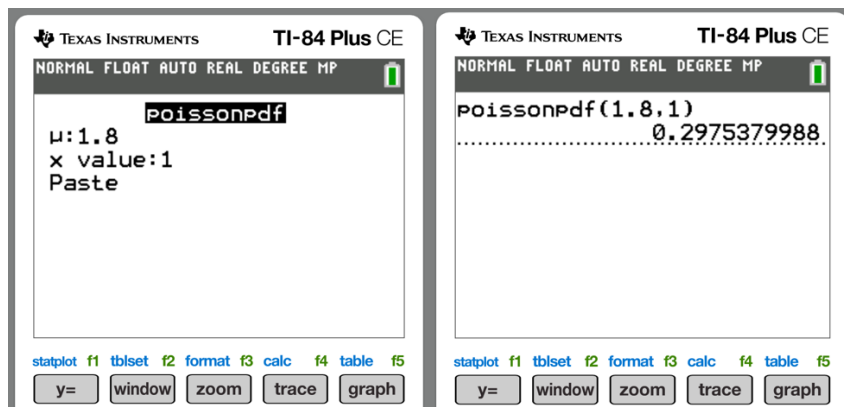 TEXAS INSTRUMENTS TI-84 Plus CE
NORMAL FLOAT AUTO REAL DEGREE MP
poissonpdf
μ:1.8
x value:1
Paste
statplot f1 tblset f2 format f3 calc f4 table f5
y= window zoom trace graph
TEXAS INSTRUMENTS TI-84 Plus CE
NORMAL FLOAT AUTO REAL DEGREE MP
poissonpdf(1.8,1)
0.2975379988
statplot f1 tblset f2 format f3 calc f4 table f5
y= window zoom trace graph